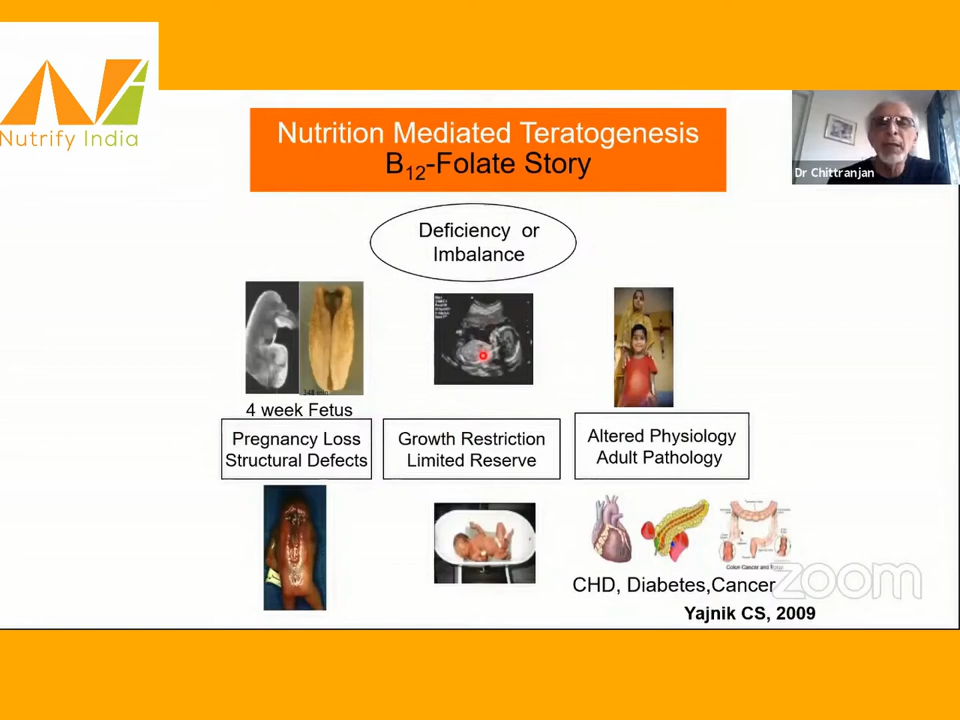 Nutrify India
Nutrition Mediated Teratogenesis
B12-Folate Story
Dr Chittranjan
Deficiency or
Imbalance
4 week Fetus
Pregnancy Loss
Structural Defects
Growth Restriction
Limited Reserve
Altered Physiology
Adult Pathology
CHD, Diabetes,Cancer
zoom
Yajnik CS, 2009